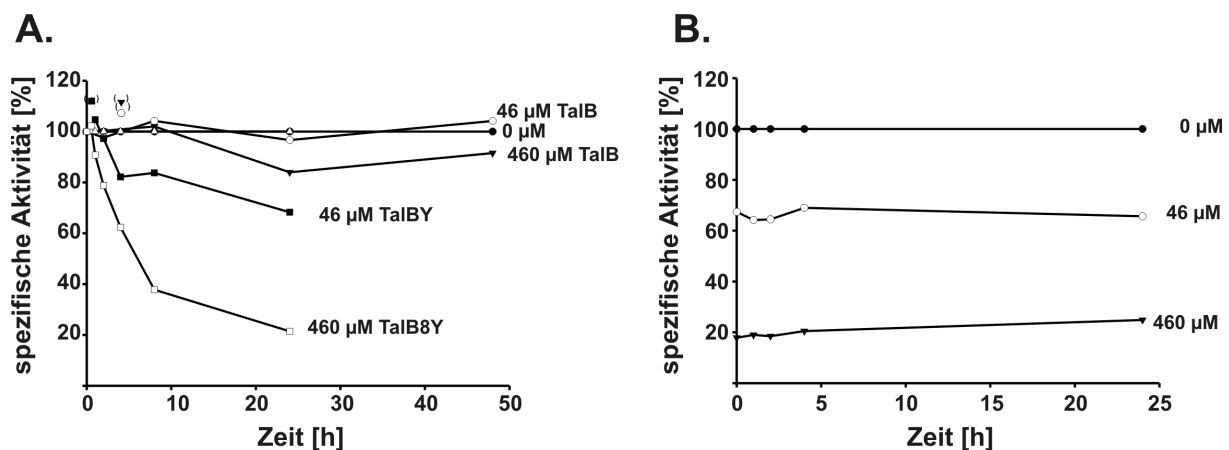 A.
spezifische Aktivität [%]
120
100
80
60
40
20
0
10
20
30
40
50
Zeit [h]
( )
( )
( )
46 µM TalB
0 µM
460 µM TalB
46 µM TalBY
460 µM TalB8Y
B.
spezifische Aktivität [%]
120
100
80
60
40
20
0
5
10
15
20
25
Zeit [h]
0 µM
46 µM
460 µM